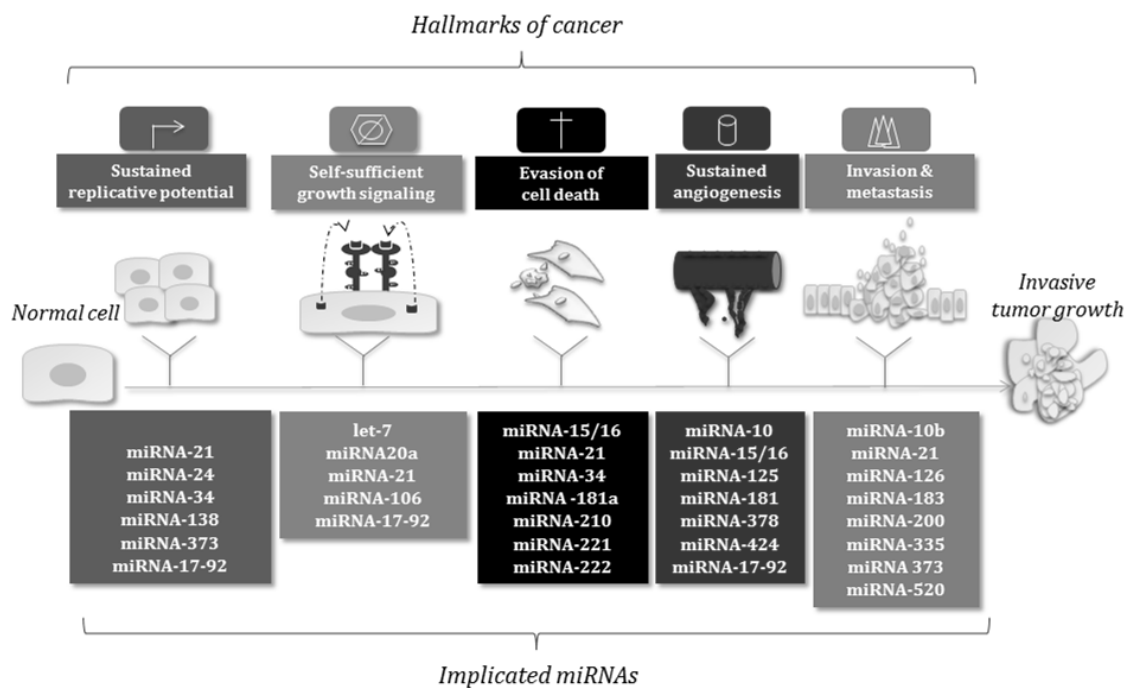 Hallmarks of cancer
Sustained
replicative potential
Self-sufficient
growth signaling
Evasion of
cell death
Sustained
angiogenesis
Invasion &
metastasis
Normal cell
Invasive
tumor growth
miRNA-21
miRNA-24
miRNA-34
miRNA-138
miRNA-373
miRNA-17-92
let-7
miRNA20a
miRNA-21
miRNA-106
miRNA-17-92
miRNA-15/16
miRNA-21
miRNA-34
miRNA -181a
miRNA-210
miRNA-221
miRNA-222
miRNA-10
miRNA-15/16
miRNA-125
miRNA-181
miRNA-378
miRNA-424
miRNA-17-92
miRNA-10b
miRNA-21
miRNA-126
miRNA-183
miRNA-200
miRNA-335
miRNA 373
miRNA-520
Implicated miRNAs